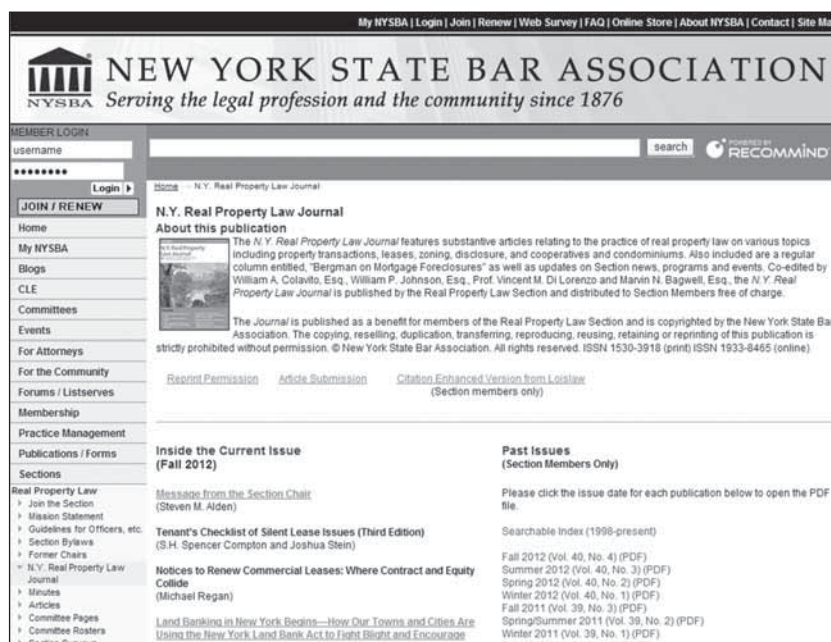 My NYSBA | Login | Join | Renew | Web Survey | FAQ | Online Store | About NYSBA | Contact | Site Ma
NYSBA
NEW YORK STATE BAR ASSOCIATION
Serving the legal profession and the community since 1876
MEMBER LOGIN
username
Login
JOIN / RENEW
search
POWERED BY
RECOMMIND
Home
My NYSBA
Blogs
CLE
Committees
Events
For Attorneys
For the Community
Forums / Listserves
Membership
Practice Management
Publications / Forms
Sections
Real Property Law
Join the Section
Mission Statement
Guidelines for Officers, etc.
Section Bylaws
Former Chairs
N.Y. Real Property Law
Journal
Minutes
Articles
Committee Pages
Committee Rosters
Home N.Y. Real Property Law Journal
N.Y. Real Property Law Journal
About this publication
The N.Y. Real Property Law Journal features substantive articles relating to the practice of real property law on various topics
including property transactions, leases, zoning, disclosure, and cooperatives and condominiums. Also included are a regular
column entitled, "Bergman on Mortgage Foreclosures" as well as updates on Section news, programs and events. Co-edited by
William A. Colavito, Esq., William P. Johnson, Esq., Prof. Vincent M. Di Lorenzo and Marvin N. Bagwell, Esq., the N.Y. Real
Property Law Journal is published by the Real Property Law Section and distributed to Section Members free of charge.
The Journal is published as a benefit for members of the Real Property Law Section and is copyrighted by the New York State Ba
Association. The copying, reselling, duplication, transferring, reproducing, reusing, retaining or reprinting of this publication is
strictly prohibited without permission. © New York State Bar Association. All rights reserved. ISSN 1530-3918 (print) ISSN 1933-8465 (online)
Reprint Permission Article Submission Citation Enhanced Version from Loislaw
(Section members only)
Inside the Current Issue
(Fall 2012)
Message from the Section Chair
(Steven M. Alden)
Tenant's Checklist of Silent Lease Issues (Third Edition)
(S.H. Spencer Compton and Joshua Stein)
Notices to Renew Commercial Leases: Where Contract and Equity
Collide
(Michael Regan)
Land Banking in New York Begins—How Our Towns and Cities Are
Using the New York Land Bank Act to Fight Blight and Encourage
Past Issues
(Section Members Only)
Please click the issue date for each publication below to open the PDF
file.
Searchable Index (1998-present)
Fall 2012 (Vol. 40, No. 4) (PDF)
Summer 2012 (Vol. 40, No. 3) (PDF)
Spring 2012 (Vol. 40, No. 2) (PDF)
Winter 2012 (Vol. 40, No. 1) (PDF)
Fall 2011 (Vol. 39, No. 3) (PDF)
Spring/Summer 2011 (Vol. 39, No. 2) (PDF)
Winter 2011 (Vol. 39, No. 1) (PDF)